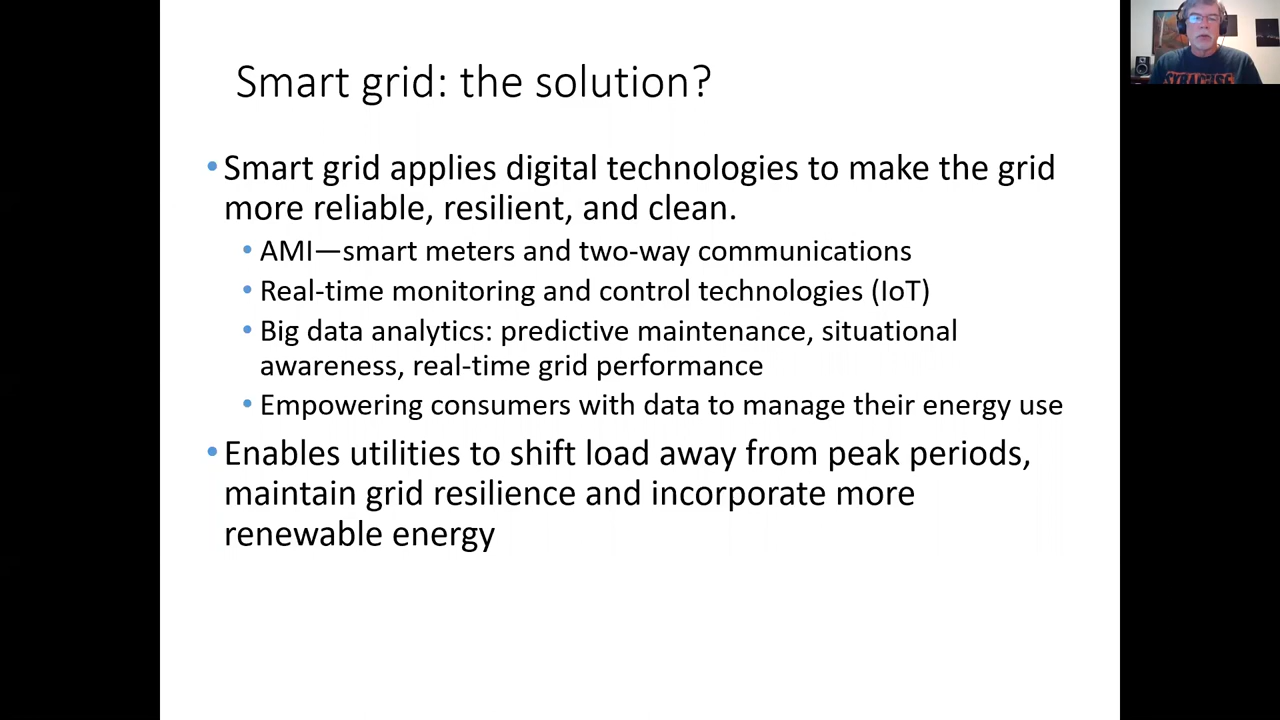 Smart grid: the solution?
• Smart grid applies digital technologies to make the grid
more reliable, resilient, and clean.
• AMI—smart meters and two-way communications
• Real-time monitoring and control technologies (IoT)
• Big data analytics: predictive maintenance, situational
awareness, real-time grid performance
• Empowering consumers with data to manage their energy use
• Enables utilities to shift load away from peak periods,
maintain grid resilience and incorporate more
renewable energy
SYRACUSE